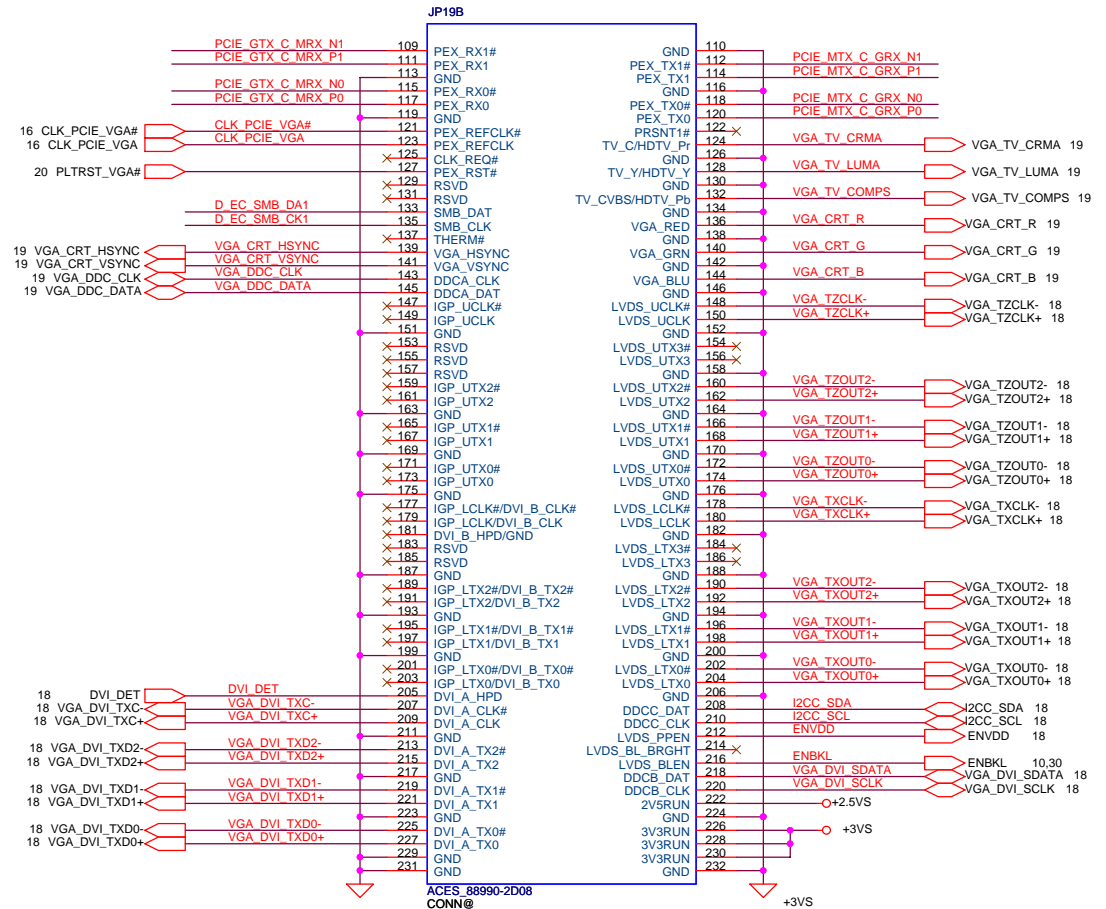 JP19B
PCIE_GTX_C_MRX_N1 109 PEX_RX1# GND 110
PCIE_GTX_C_MRX_P1 111 PEX_RX1 PEX_TX1# 112 PCIE_MTX_C_GRX_N1
113 GND PEX_TX1 114 PCIE_MTX_C_GRX_P1
PCIE_GTX_C_MRX_N0 115 PEX_RX0# GND 116
PCIE_GTX_C_MRX_P0 117 PEX_RX0 PEX_TX0# 118 PCIE_MTX_C_GRX_N0
119 GND PEX_TX0 120 PCIE_MTX_C_GRX_P0
16 CLK_PCIE_VGA# CLK_PCIE_VGA# 121 PEX_REFCLK# PRSNT1# 122
16 CLK_PCIE_VGA CLK_PCIE_VGA 123 PEX_REFCLK TV_C/HDTV_Pr 124 VGA_TV_CRMA VGA_TV_CRMA 19
125 CLK_REQ# GND 126
20 PLTRST_VGA# 127 PEX_RST# TV_Y/HDTV_Y 128 VGA_TV_LUMA VGA_TV_LUMA 19
129 RSVD GND 130
131 RSVD TV_CVBS/HDTV_Pb 132 VGA_TV_COMPS VGA_TV_COMPS 19
D_EC_SMB_DA1 133 SMB_DAT GND 134
D_EC_SMB_CK1 135 SMB_CLK VGA_RED 136 VGA_CRT_R VGA_CRT_R 19
137 THERM# GND 138
19 VGA_CRT_HSYNC VGA_CRT_HSYNC 139 VGA_HSYNC VGA_GRN 140 VGA_CRT_G VGA_CRT_G 19
19 VGA_CRT_VSYNC VGA_CRT_VSYNC 141 VGA_VSYNC GND 142
19 VGA_DDC_CLK VGA_DDC_CLK 143 DDCA_CLK VGA_BLU 144 VGA_CRT_B VGA_CRT_B 19
19 VGA_DDC_DATA VGA_DDC_DATA 145 DDCA_DAT GND 146
147 IGP_UCLK# LVDS_UCLK# 148 VGA_TZCLK- VGA_TZCLK- 18
149 IGP_UCLK LVDS_UCLK 150 VGA_TZCLK+ VGA_TZCLK+ 18
151 GND GND 152
153 RSVD LVDS_UTX3# 154
155 RSVD LVDS_UTX3 156
157 RSVD GND 158
159 IGP_UTX2# LVDS_UTX2# 160 VGA_TZOUT2- VGA_TZOUT2- 18
161 IGP_UTX2 LVDS_UTX2 162 VGA_TZOUT2+ VGA_TZOUT2+ 18
163 GND GND 164
165 IGP_UTX1# LVDS_UTX1# 166 VGA_TZOUT1- VGA_TZOUT1- 18
167 IGP_UTX1 LVDS_UTX1 168 VGA_TZOUT1+ VGA_TZOUT1+ 18
169 GND GND 170
171 IGP_UTX0# LVDS_UTX0# 172 VGA_TZOUT0- VGA_TZOUT0- 18
173 IGP_UTX0 LVDS_UTX0 174 VGA_TZOUT0+ VGA_TZOUT0+ 18
175 GND GND 176
177 IGP_LCLK#/DVI_B_CLK# LVDS_LCLK# 178 VGA_TXCLK- VGA_TXCLK- 18
179 IGP_LCLK/DVI_B_CLK LVDS_LCLK 180 VGA_TXCLK+ VGA_TXCLK+ 18
181 DVI_B_HPD/GND GND 182
183 RSVD LVDS_LTX3# 184
185 RSVD LVDS_LTX3 186
187 GND GND 188
189 IGP_LTX2#/DVI_B_TX2# LVDS_LTX2# 190 VGA_TXOUT2- VGA_TXOUT2- 18
191 IGP_LTX2/DVI_B_TX2 LVDS_LTX2 192 VGA_TXOUT2+ VGA_TXOUT2+ 18
193 GND GND 194
195 IGP_LTX1#/DVI_B_TX1# LVDS_LTX1# 196 VGA_TXOUT1- VGA_TXOUT1- 18
197 IGP_LTX1/DVI_B_TX1 LVDS_LTX1 198 VGA_TXOUT1+ VGA_TXOUT1+ 18
199 GND GND 200
201 IGP_LTX0#/DVI_B_TX0# LVDS_LTX0# 202 VGA_TXOUT0- VGA_TXOUT0- 18
203 IGP_LTX0/DVI_B_TX0 LVDS_LTX0 204 VGA_TXOUT0+ VGA_TXOUT0+ 18
18 DVI_DET DVI_DET 205 DVI_A_HPD GND 206
18 VGA_DVI_TXC- VGA_DVI_TXC- 207 DVI_A_CLK# DDCC_DAT 208 I2CC_SDA I2CC_SDA 18
18 VGA_DVI_TXC+ VGA_DVI_TXC+ 209 DVI_A_CLK DDCC_CLK 210 I2CC_SCL I2CC_SCL 18
211 GND LVDS_PPEN 212 ENVDD ENVDD 18
18 VGA_DVI_TXD2- VGA_DVI_TXD2- 213 DVI_A_TX2# LVDS_BL_BRGHT 214
18 VGA_DVI_TXD2+ VGA_DVI_TXD2+ 215 DVI_A_TX2 LVDS_BLEN 216 ENBKL ENBKL 10,30
217 GND DDCB_DAT 218 VGA_DVI_SDATA VGA_DVI_SDATA 18
18 VGA_DVI_TXD1- VGA_DVI_TXD1- 219 DVI_A_TX1# DDCB_CLK 220 VGA_DVI_SCLK VGA_DVI_SCLK 18
18 VGA_DVI_TXD1+ VGA_DVI_TXD1+ 221 DVI_A_TX1 2V5RUN 222 +2.5VS
223 GND GND 224
18 VGA_DVI_TXD0- VGA_DVI_TXD0- 225 DVI_A_TX0# 3V3RUN 226 +3VS
18 VGA_DVI_TXD0+ VGA_DVI_TXD0+ 227 DVI_A_TX0 3V3RUN 228
229 GND 3V3RUN 230
231 GND GND 232
ACES_88990-2D08
CONN@
+3VS